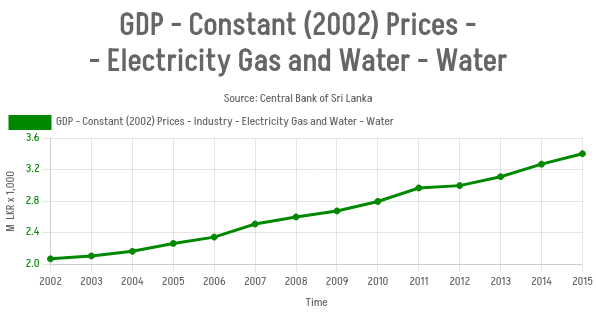 GDP - Constant (2002) Prices -
- Electricity Gas and Water - Water
Source: Central Bank of Sri Lanka
GDP - Constant (2002) Prices - Industry - Electricity Gas and Water - Water
3.6
3.2
2.8
2.4
2.0
M LKR x 1,000
2002 2003 2004 2005 2006 2007 2008 2009 2010 2011 2012 2013 2014 2015
Time